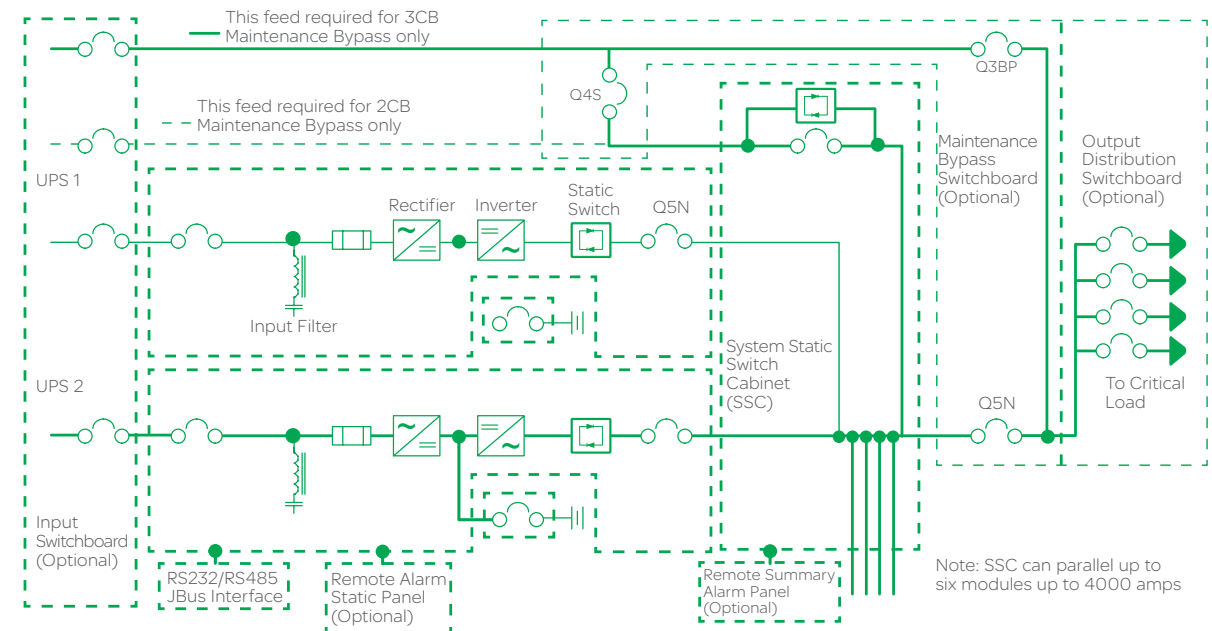 This feed required for 3CB
Maintenance Bypass only
Q3BP
Q4S
This feed required for 2CB
Maintenance Bypass only
Maintenance
Bypass
Switchboard
(Optional)
Output
Distribution
Switchboard
(Optional)
UPS 1
Rectifier
Inverter
Static
Switch
Q5N
Input Filter
System Static
Switch
Cabinet
(SSC)
UPS 2
To Critical
Load
Q5N
Input
Switchboard
(Optional)
RS232/RS485
JBus Interface
Remote Alarm
Static Panel
(Optional)
Remote Summary
Alarm Panel
(Optional)
Note: SSC can parallel up to
six modules up to 4000 amps